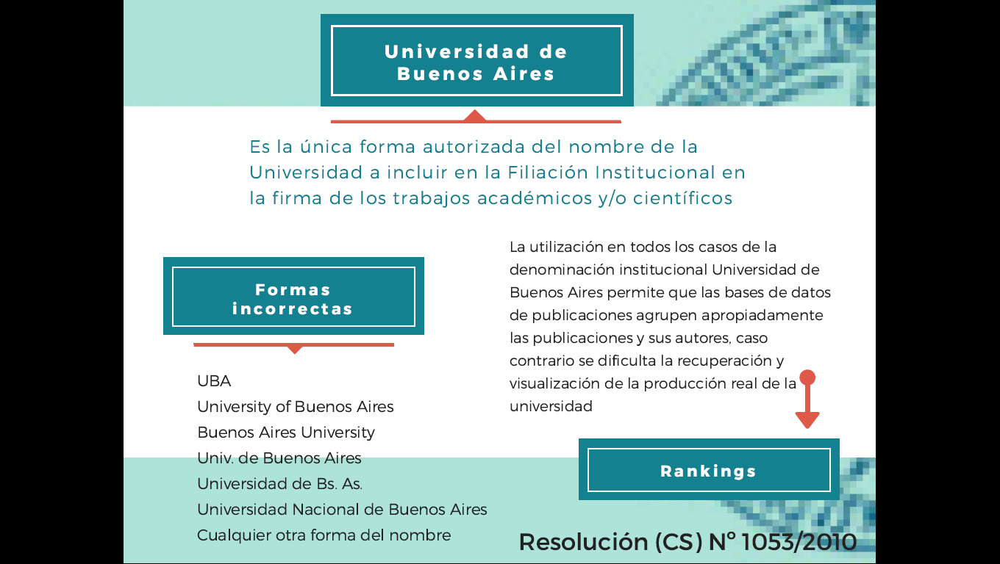 Universidad de
Buenos Aires
Es la única forma autorizada del nombre de la
Universidad a incluir en la Filiación Institucional en
la firma de los trabajos académicos y/o científicos
Formas
incorrectas
UBA
University of Buenos Aires
Buenos Aires University
Univ. de Buenos Aires
Universidad de Bs. As.
Universidad Nacional de Buenos Aires
Cualquier otra forma del nombre
La utilización en todos los casos de la
denominación institucional Universidad de
Buenos Aires permite que las bases de datos
de publicaciones agrupen apropiadamente
las publicaciones y sus autores, caso
contrario se dificulta la recuperación y
visualización de la producción real de la
universidad
Rankings
Resolución (CS) Nº 1053/2010